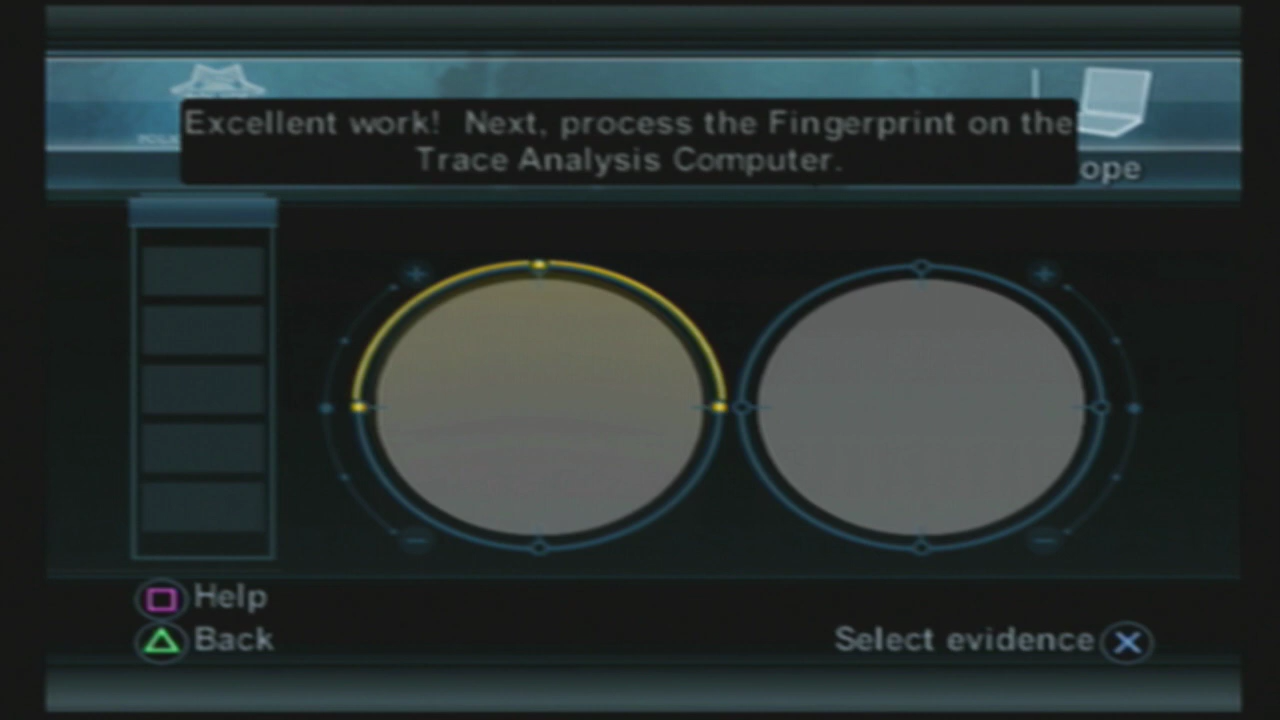 Excellent work! Next, process the Fingerprint on the
Trace Analysis Computer.
ope
Help
Back
Select evidence